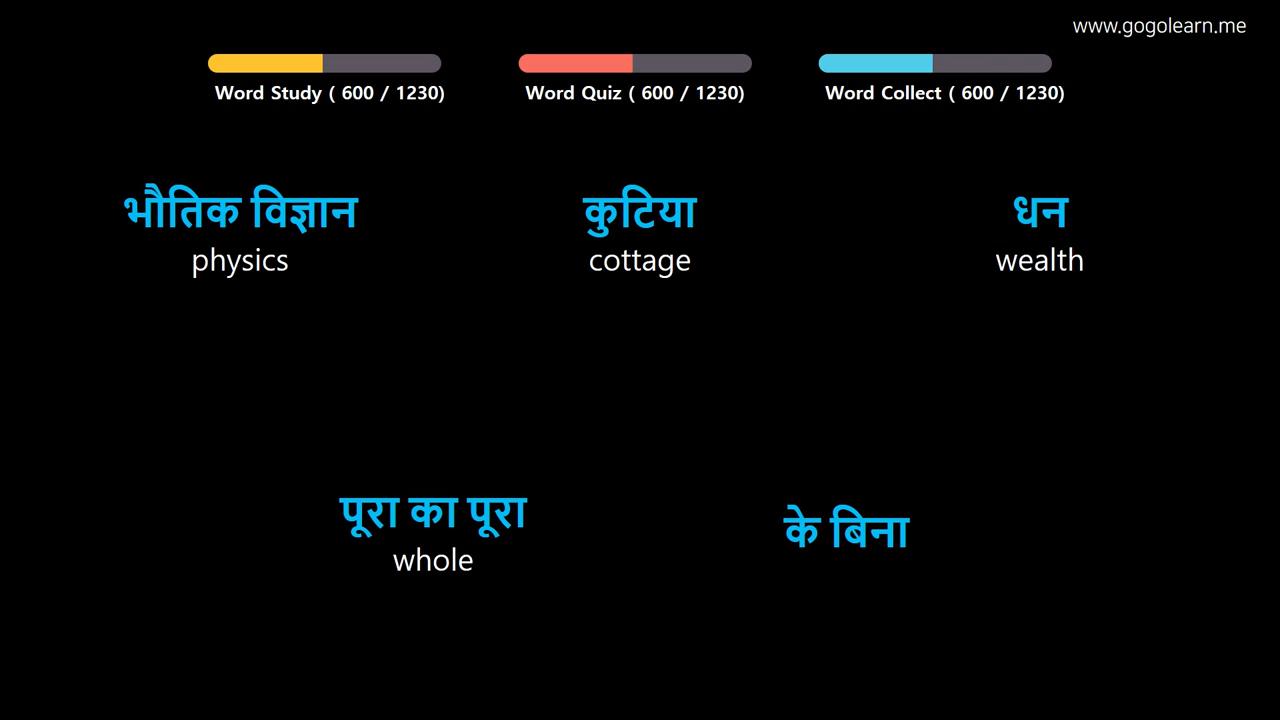 www.gogolearn.me
Word Study ( 600 / 1230)
Word Quiz ( 600 / 1230)
Word Collect ( 600 / 1230)
भौतिक विज्ञान
physics
कुटिया
cottage
धन
wealth
पूरा का पूरा
whole
के बिना